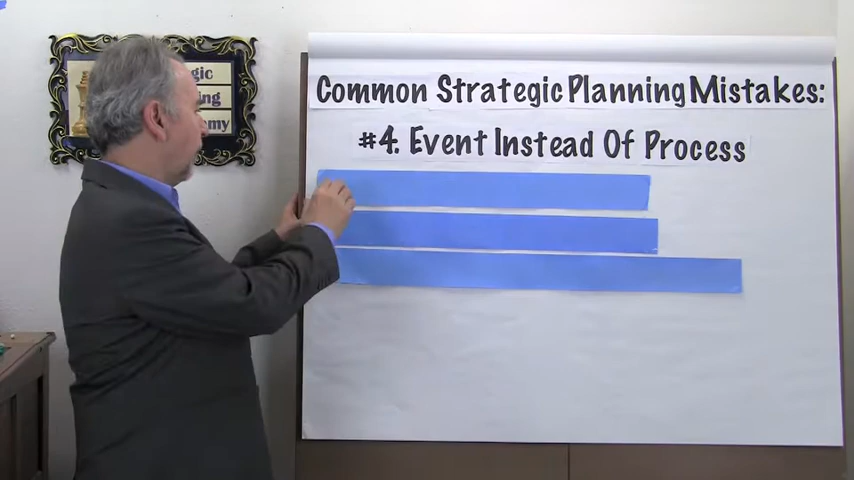 Common Strategic Planning Mistakes:
#4. Event Instead Of Process